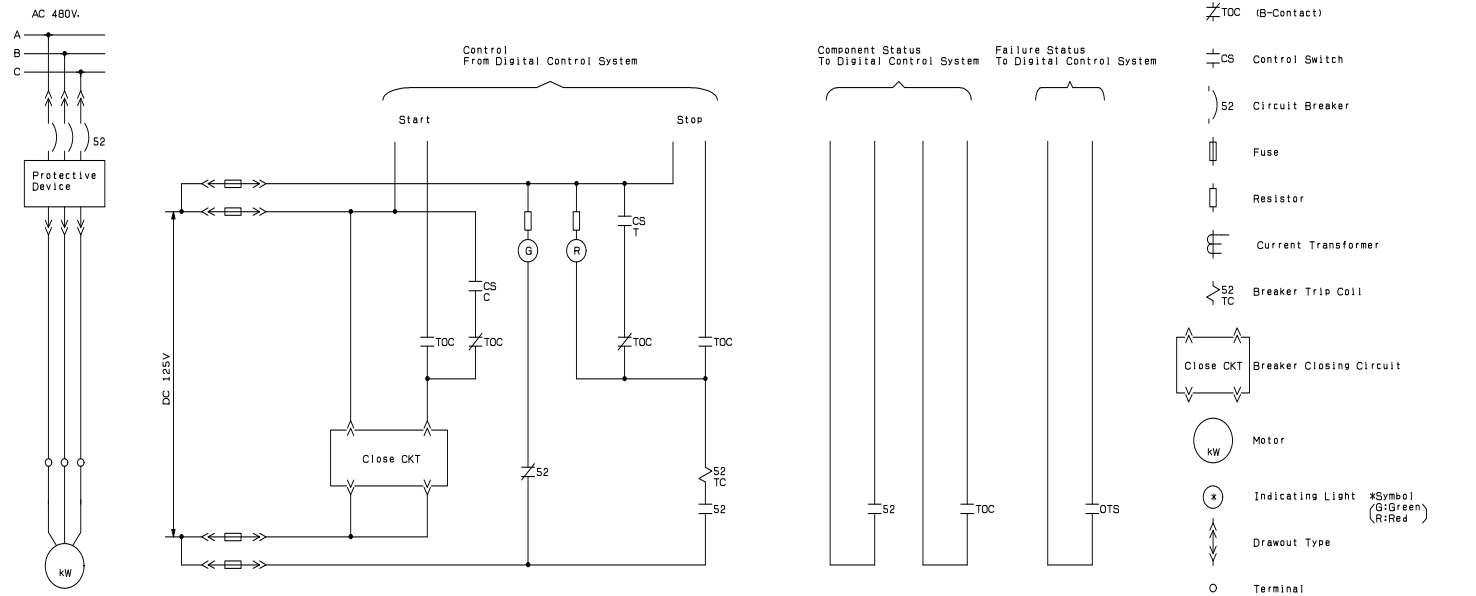 AC 480V.
A
B
C
52
Protective
Device
kW
DC 125V
Control
From Digital Control System
Start
Stop
CS
C
TOC
TOC
Close CKT
G
R
52
CS
T
TOC
TOC
52
TC
52
Component Status
To Digital Control System
52
TOC
Failure Status
To Digital Control System
OTS
TOC (B-Contact)
CS Control Switch
52 Circuit Breaker
Fuse
Resistor
Current Transformer
52
TC Breaker Trip Coil
Close CKT Breaker Closing Circuit
kW Motor
* Indicating Light *Symbol
(G:Green
R:Red)
Drawout Type
Terminal